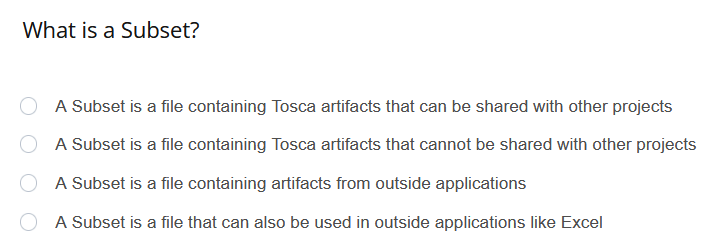 What is a Subset?
A Subset is a file containing Tosca artifacts that can be shared with other projects
A Subset is a file containing Tosca artifacts that cannot be shared with other projects
A Subset is a file containing artifacts from outside applications
A Subset is a file that can also be used in outside applications like Excel